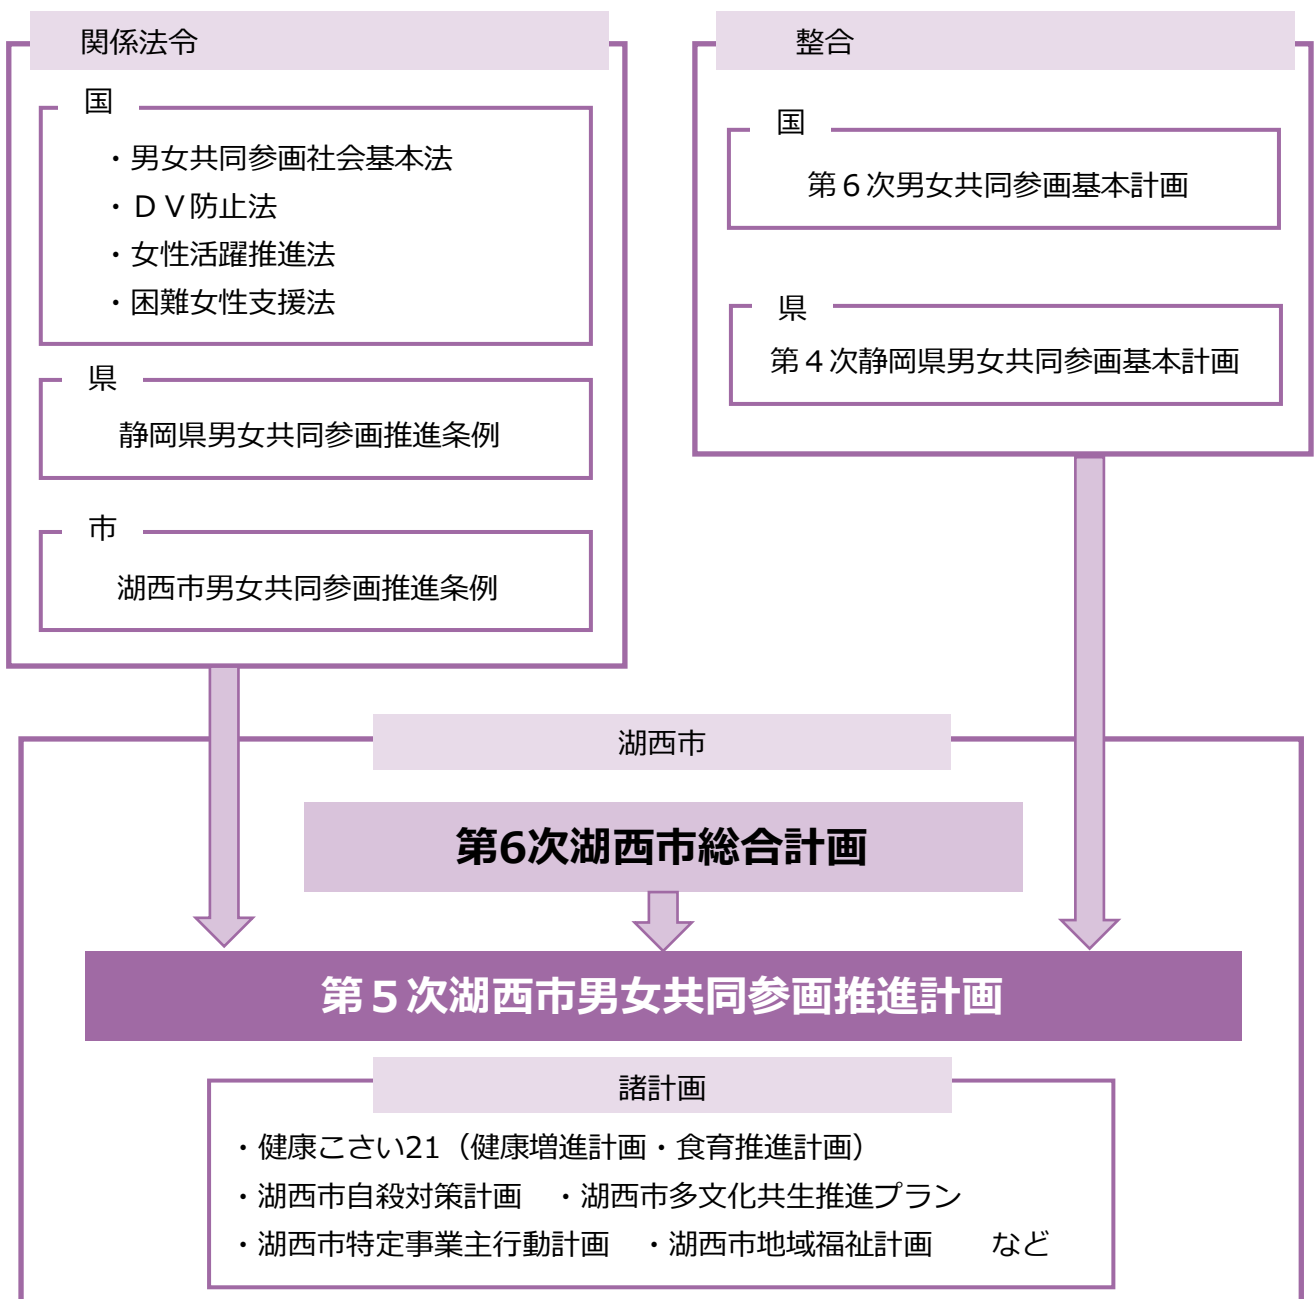 関係法令
国
・男女共同参画社会基本法
・ＤＶ防止法
・女性活躍推進法
・困難女性支援法
県
静岡県男女共同参画推進条例
市
湖西市男女共同参画推進条例
整合
国
第６次男女共同参画基本計画
県
第４次静岡県男女共同参画基本計画
湖西市
第6次湖西市総合計画
第５次湖西市男女共同参画推進計画
諸計画
・健康こさい21（健康増進計画・食育推進計画）
・湖西市自殺対策計画　・湖西市多文化共生推進プラン
・湖西市特定事業主行動計画　・湖西市地域福祉計画　　など